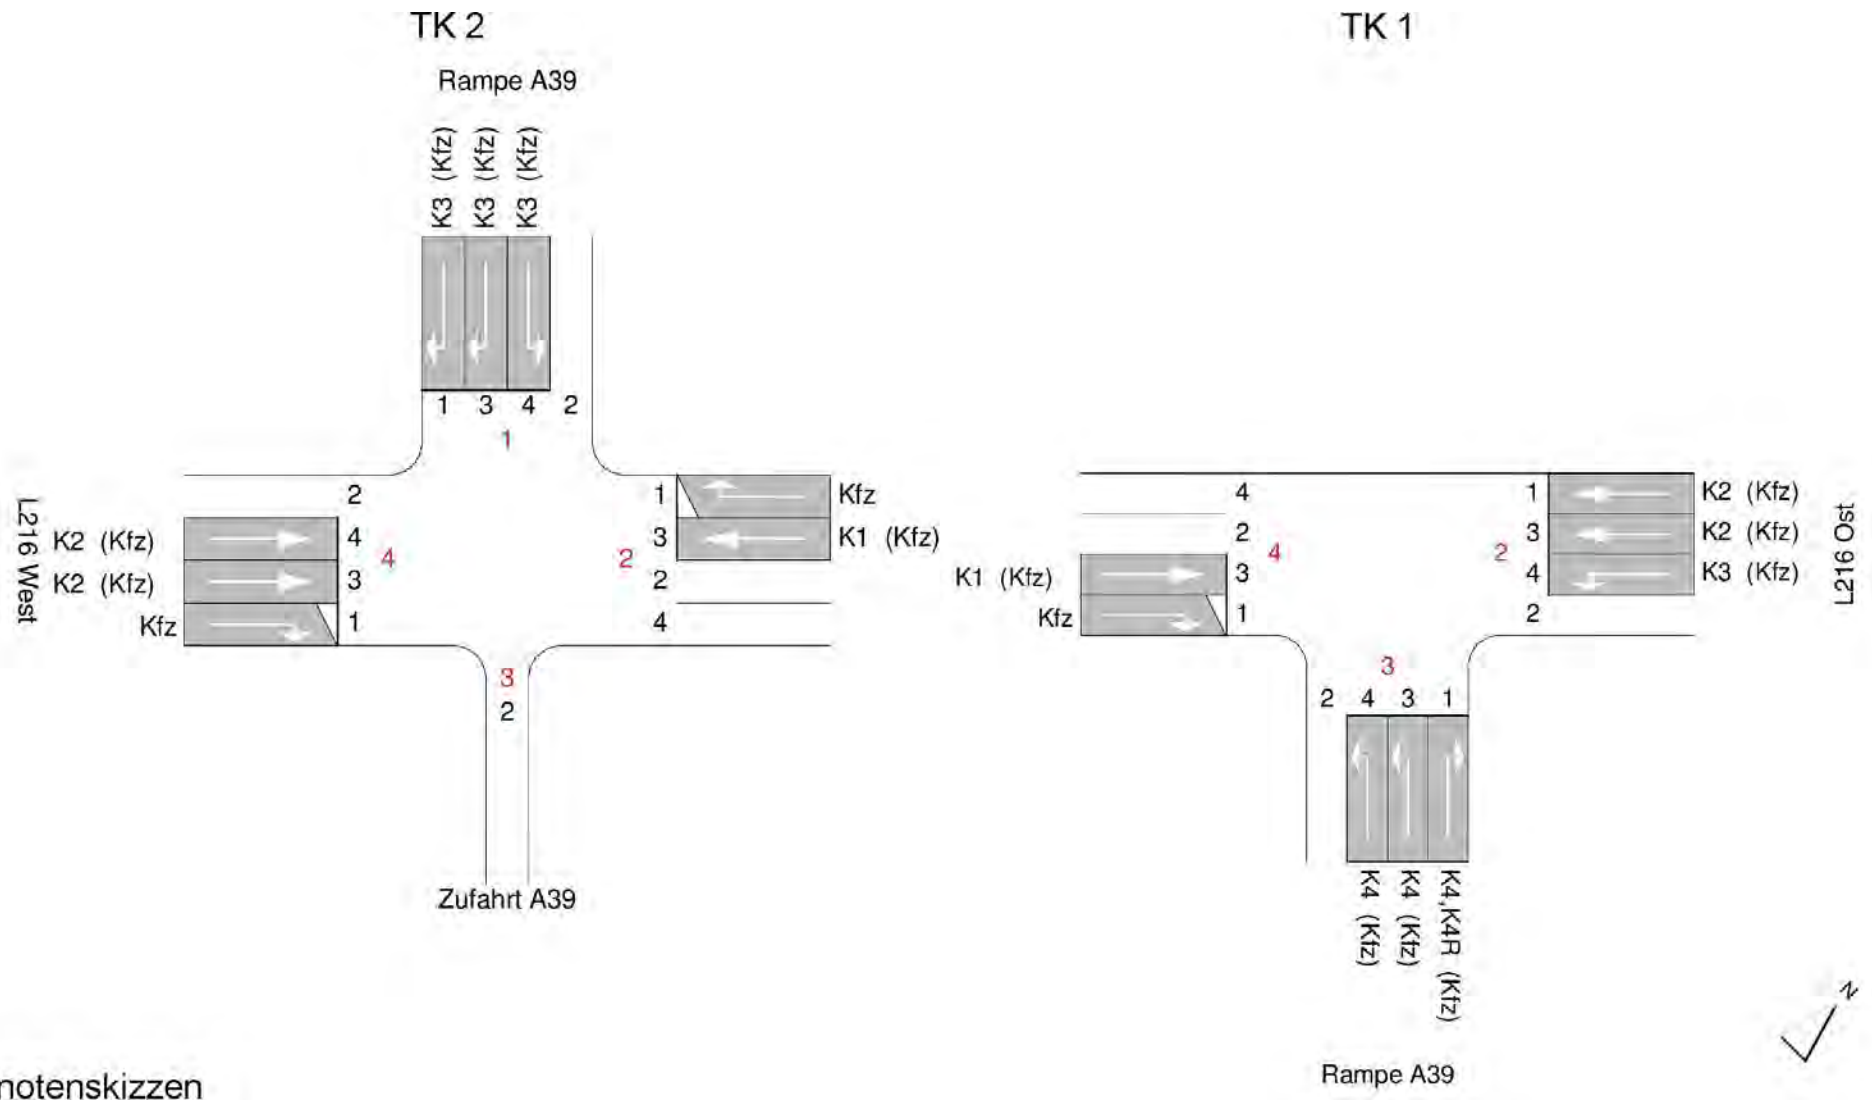 TK 2
TK 1
Rampe A39
K3 (Kfz)
K3 (Kfz)
K3 (Kfz)
1 3 4 2
1
L216 West
K2 (Kfz)
K2 (Kfz)
Kfz
2
4
3
1
4
1
3
2
4
2
Kfz
K1 (Kfz)
3
2
Zufahrt A39
K1 (Kfz)
Kfz
4
2
3
1
4
1
3
4
2
2
K2 (Kfz)
K2 (Kfz)
K3 (Kfz)
L216 Ost
3
2 4 3 1
K4 (Kfz)
K4 (Kfz)
K4,K4R (Kfz)
Rampe A39
N
notenskizzen